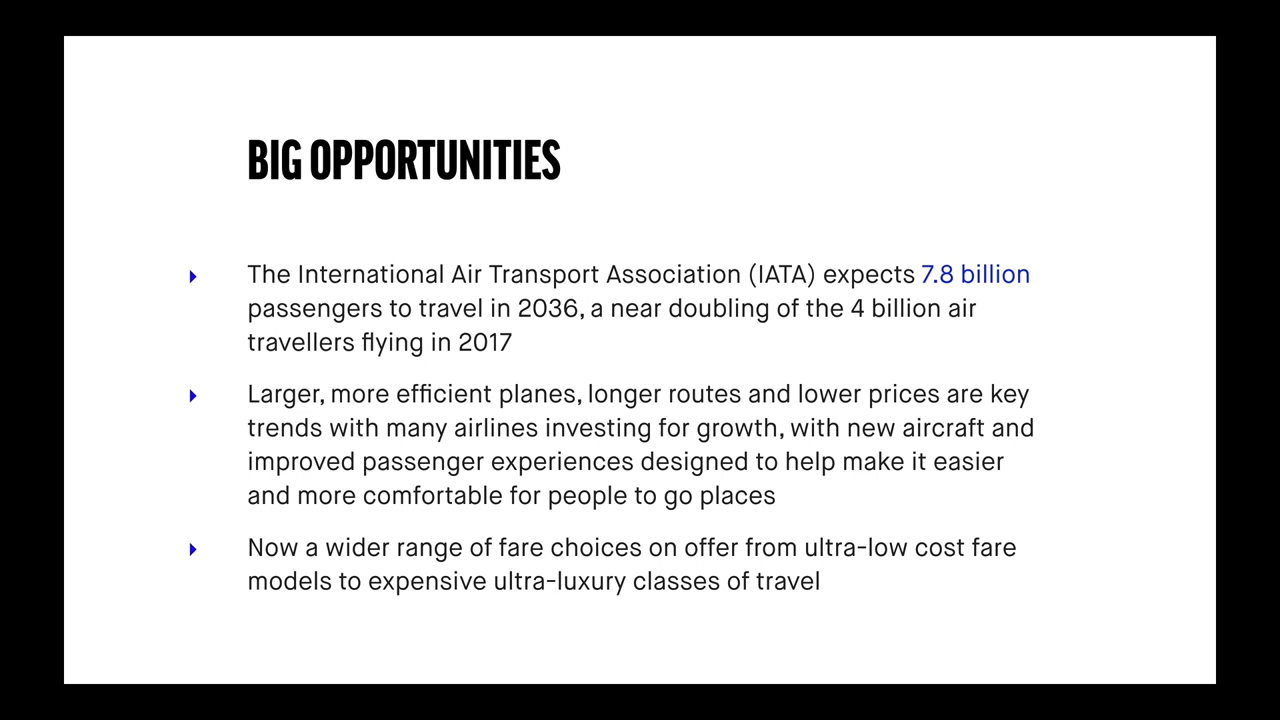 BIG OPPORTUNITIES
The International Air Transport Association (IATA) expects 7.8 billion
passengers to travel in 2036, a near doubling of the 4 billion air
travellers flying in 2017
Larger, more efficient planes, longer routes and lower prices are key
trends with many airlines investing for growth, with new aircraft and
improved passenger experiences designed to help make it easier
and more comfortable for people to go places
Now a wider range of fare choices on offer from ultra-low cost fare
models to expensive ultra-luxury classes of travel